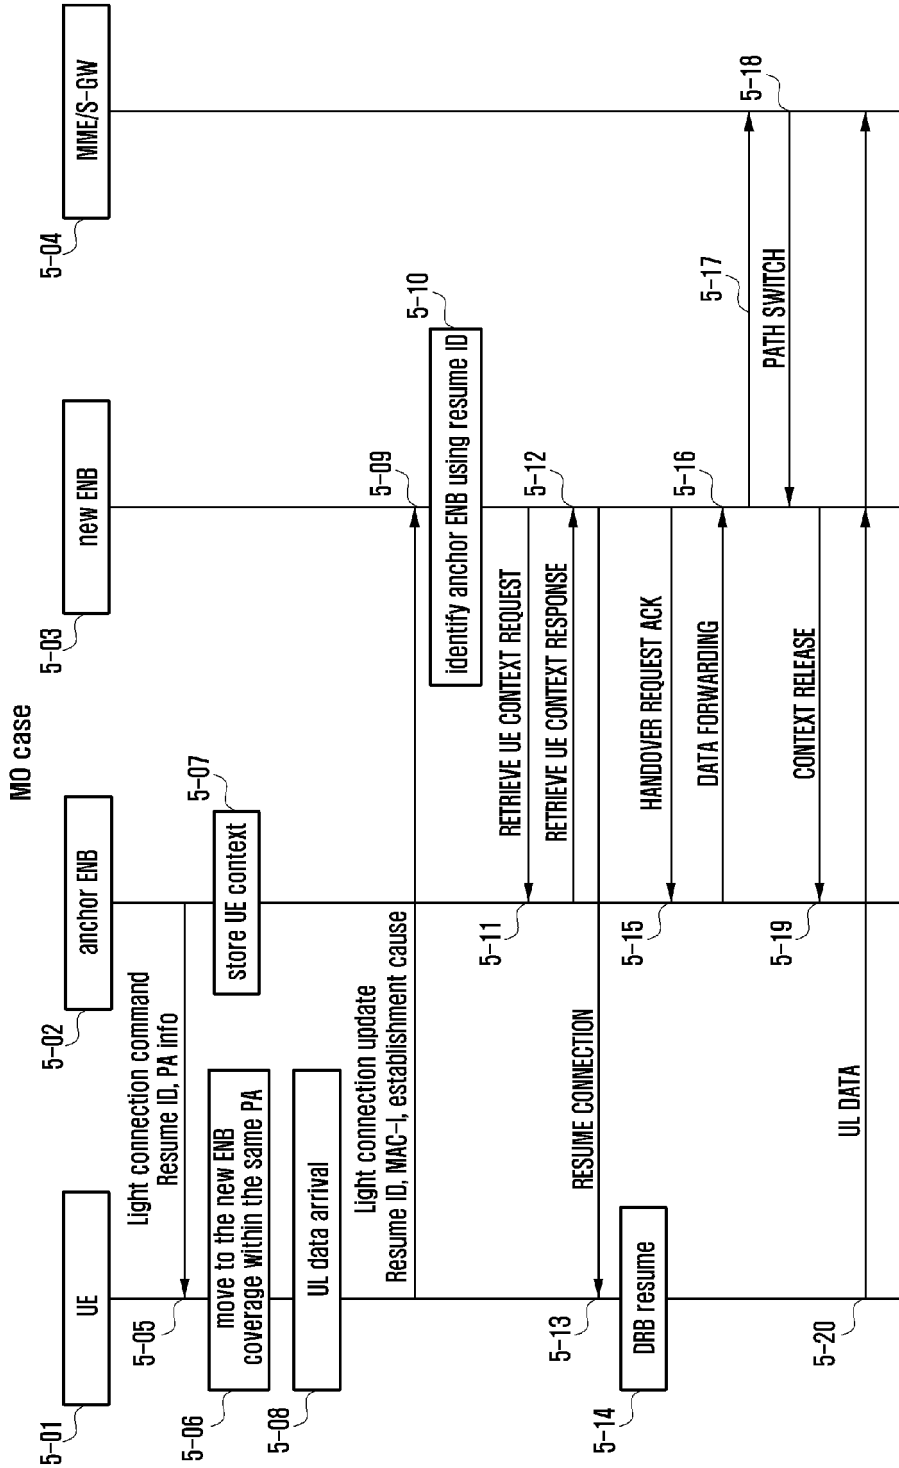 MO case
5-01
UE
5-02
anchor ENB
5-03
new ENB
5-04
MME/S-GW
5-05
Light connection command
Resume ID, PA info
5-06
move to the new ENB
coverage within the same PA
5-07
store UE context
5-08
UL data arrival
Light connection update
Resume ID, MAC-I, establishment cause
5-09
5-10
identify anchor ENB using resume ID
5-11
RETRIEVE UE CONTEXT REQUEST
5-12
RETRIEVE UE CONTEXT RESPONSE
5-13
RESUME CONNECTION
5-14
DRB resume
5-15
HANDOVER REQUEST ACK
5-16
DATA FORWARDING
5-17
PATH SWITCH
5-18
5-19
CONTEXT RELEASE
5-20
UL DATA